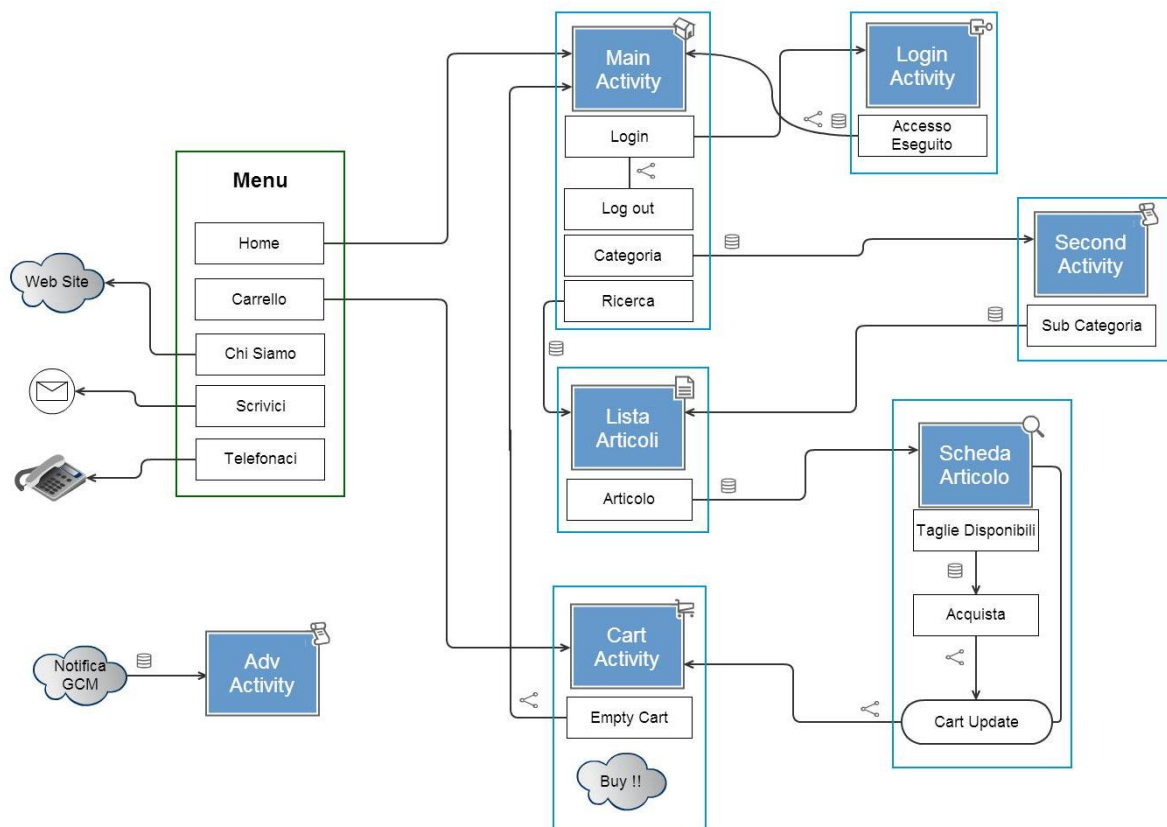 Menu
Home
Carrello
Chi Siamo
Scrivici
Telefonaci
Web Site
Notifica
GCM
Adv
Activity
Main
Activity
Login
Log out
Categoria
Ricerca
Login
Activity
Accesso
Eseguito
Second
Activity
Sub Categoria
Lista
Articoli
Articolo
Scheda
Articolo
Taglie Disponibili
Acquista
Cart Update
Cart
Activity
Empty Cart
Buy !!